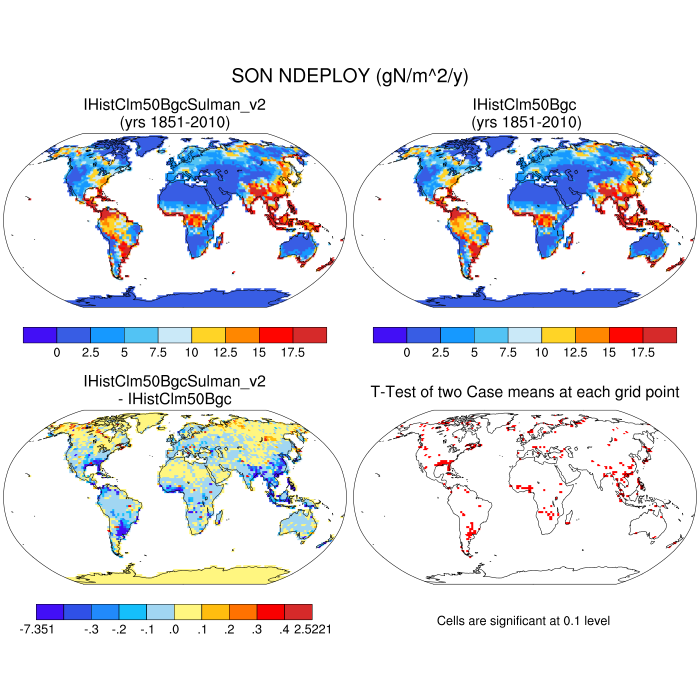 SON NDEPLOY (gN/m^2/y)
IHistClm50BgcSulman_v2
(yrs 1851-2010)
IHistClm50Bgc
(yrs 1851-2010)
0 2.5 5 7.5 10 12.5 15 17.5
0 2.5 5 7.5 10 12.5 15 17.5
IHistClm50BgcSulman_v2
- IHistClm50Bgc
T-Test of two Case means at each grid point
-7.351 -.3 -.2 -.1 .0 .1 .2 .3 .4 2.5221
Cells are significant at 0.1 level